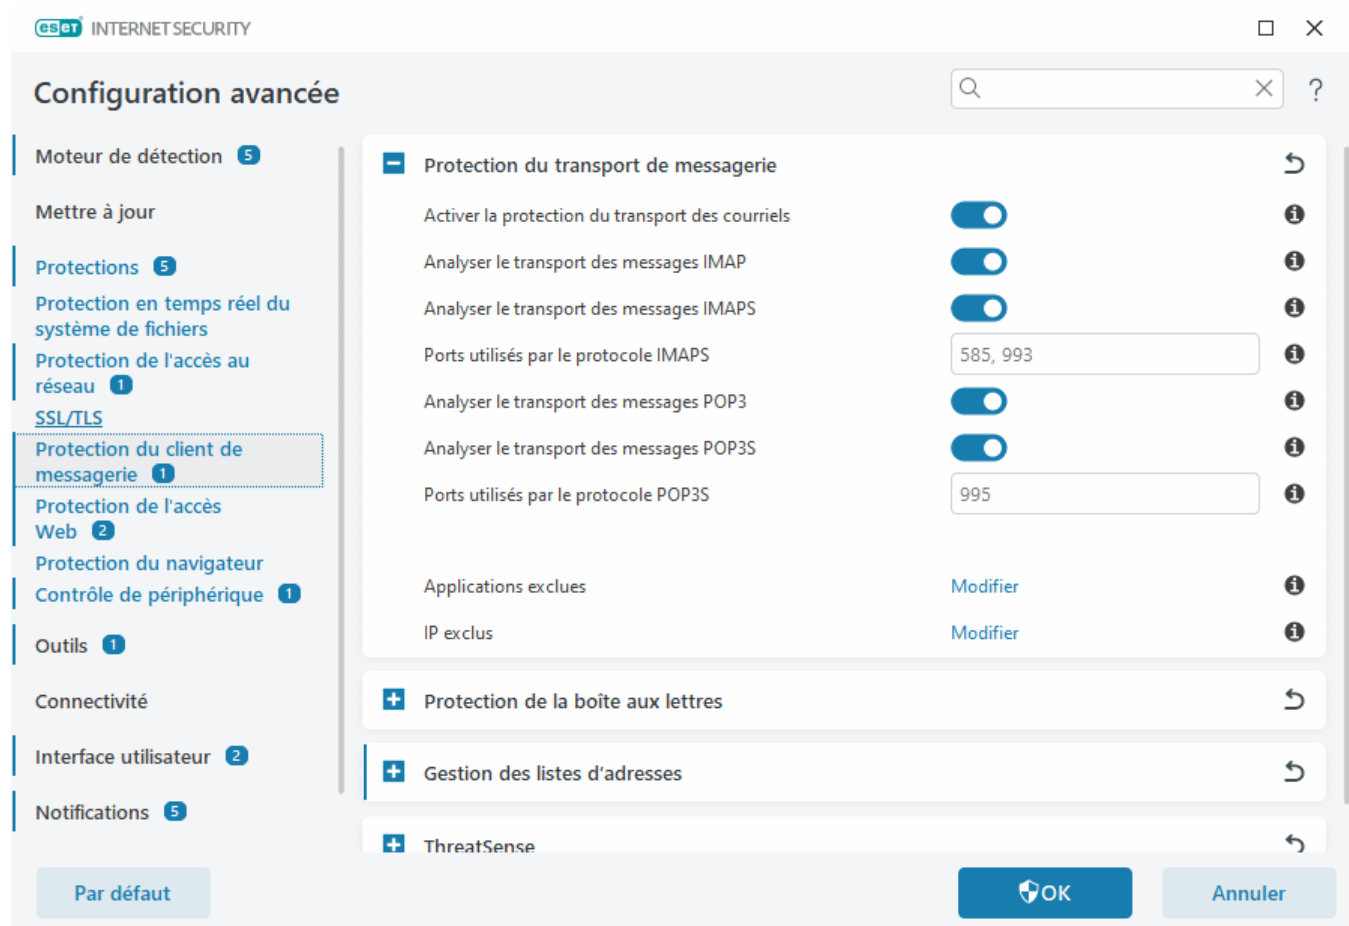 eset INTERNET SECURITY
Configuration avancée
?
Moteur de détection 5
Mettre à jour
Protections 5
Protection en temps réel du
système de fichiers
Protection de l'accès au
réseau 1
SSL/TLS
Protection du client de
messagerie 1
Protection de l'accès
Web 2
Protection du navigateur
Contrôle de périphérique 1
Outils 1
Connectivité
Interface utilisateur 2
Notifications 5
Protection du transport de messagerie
Activer la protection du transport des courriels
Analyser le transport des messages IMAP
Analyser le transport des messages IMAPS
Ports utilisés par le protocole IMAPS 585, 993
Analyser le transport des messages POP3
Analyser le transport des messages POP3S
Ports utilisés par le protocole POP3S 995
Applications exclues Modifier
IP exclus Modifier
Protection de la boîte aux lettres
Gestion des listes d'adresses
ThreatSense
Par défaut
OK
Annuler